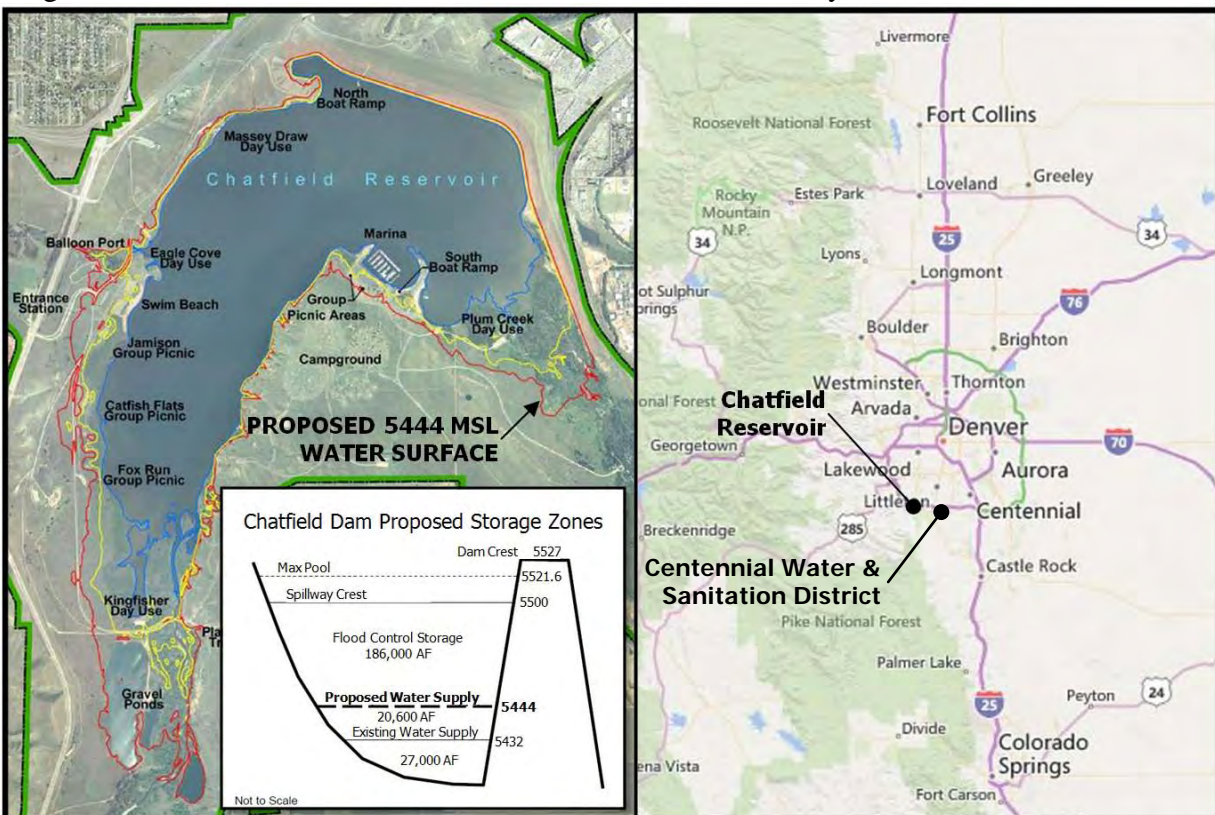 North
Boat Ramp
Massey Draw
Day Use
Chatfield Reservoir
Balloon Port
Eagle Cove
Day Use
Marina
South
Boat Ramp
Entrance
Station
Swim Beach
Group
Picnic Areas
Plum Creek
Day Use
Jamison
Group Picnic
Campground
Catfish Flats
Group Picnic
PROPOSED 5444 MSL
WATER SURFACE
Fox Run
Group Picnic
Kingfisher
Day Use
Gravel
Ponds
Chatfield Dam Proposed Storage Zones
Dam Crest 5527
Max Pool
5521.6
Spillway Crest
5500
Flood Control Storage
186,000 AF
Proposed Water Supply
5444
20,600 AF
Existing Water Supply
5432
27,000 AF
Not to Scale
Livermore
Fort Collins
Roosevelt National Forest
Estes Park
Loveland
Greeley
Rocky
Mountain
N.P.
34
25
34
Lyons
Longmont
76
Boulder
Brighton
Westminster
Thornton
Arvada
Chatfield
Reservoir
Denver
Georgetown
70
Lakewood
Aurora
Littleton
Centennial
285
Breckenridge
Centennial Water &
Sanitation District
Castle Rock
Pike National Forest
Palmer Lake
Peyton
24
25
Divide
Colorado
Springs
Fort Carson